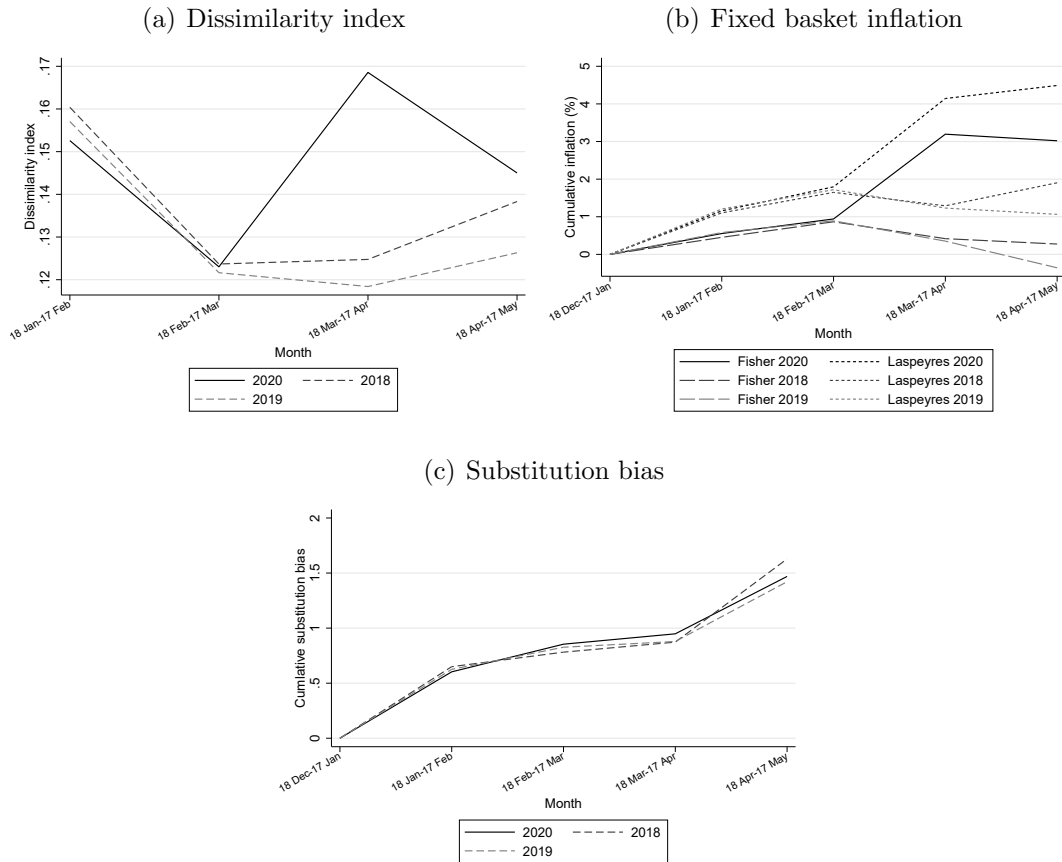 (a) Dissimilarity index
Dissimilarity index
.17
.16
.15
.14
.13
.12
18 Jan-17 Feb
18 Feb-17 Mar
18 Mar-17 Apr
18 Apr-17 May
Month
2020
2018
2019
(b) Fixed basket inflation
Cumulative inflation (%)
5
4
3
2
1
0
18 Dec-17 Jan
18 Jan-17 Feb
18 Feb-17 Mar
18 Mar-17 Apr
18 Apr-17 May
Month
Fisher 2020
Laspeyres 2020
Fisher 2018
Laspeyres 2018
Fisher 2019
Laspeyres 2019
(c) Substitution bias
Cumlative substitution bias
2
1.5
1
.5
0
18 Dec-17 Jan
18 Jan-17 Feb
18 Feb-17 Mar
18 Mar-17 Apr
18 Apr-17 May
Month
2020
2018
2019